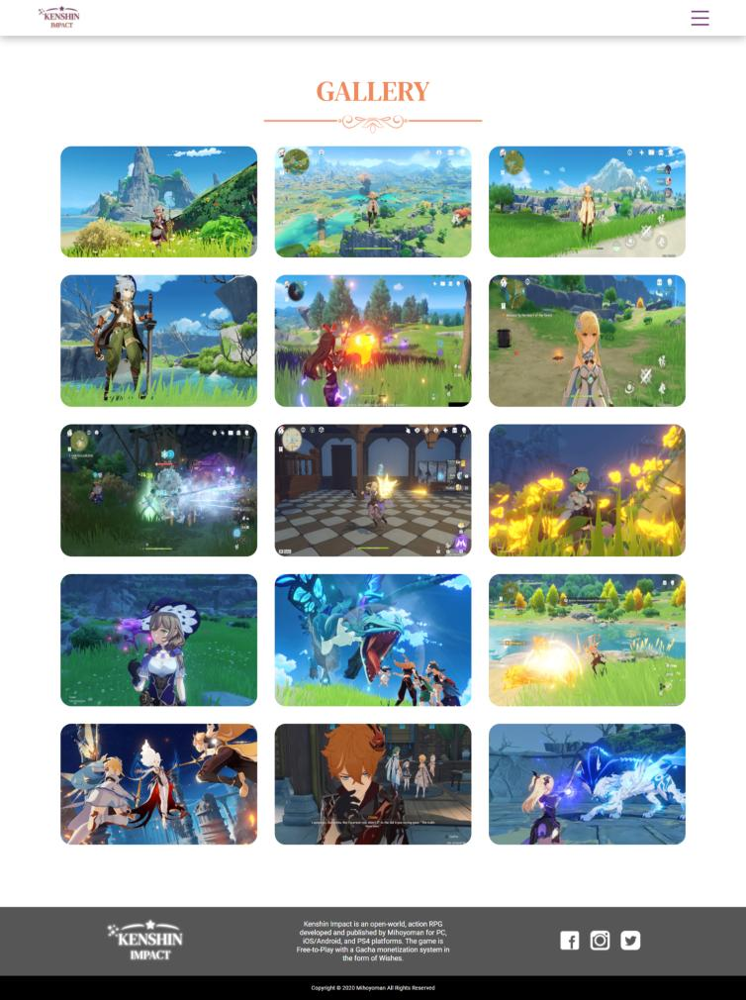 KENSHIN
IMPACT
GALLERY
KENSHIN
IMPACT
Kenshin Impact is an open-world, action RPG
developed and published by Mihoyoman for PC,
iOS/Android, and PS4 platforms. The game is
Free-to-Play with a Gacha monetization system in
the form of Wishes.
Copyright © 2020 Mihoyoman All Rights Reserved